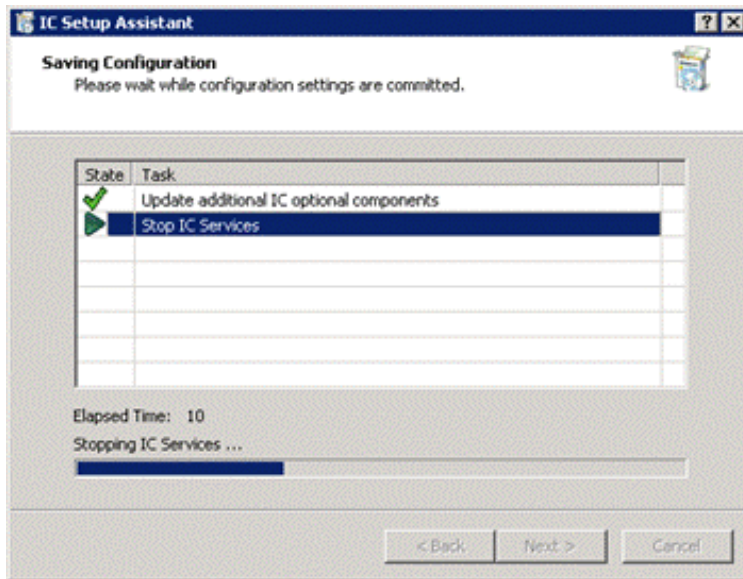 IC Setup Assistant
Saving Configuration
Please wait while configuration settings are committed.
State Task
Update additional IC optional components
Stop IC Services
Elapsed Time: 10
Stopping IC Services ...
< Back Next > Cancel